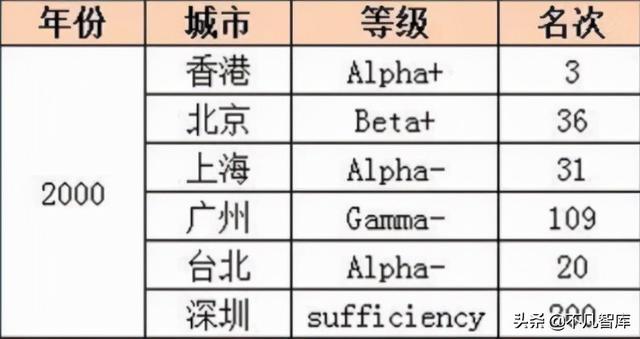 年份 城市 等级 名次
2000
香港 Alpha+ 3
北京 Beta+ 36
上海 Alpha- 31
广州 Gamma- 109
台北 Alpha- 20
深圳 sufficiency
头条 @不凡智库